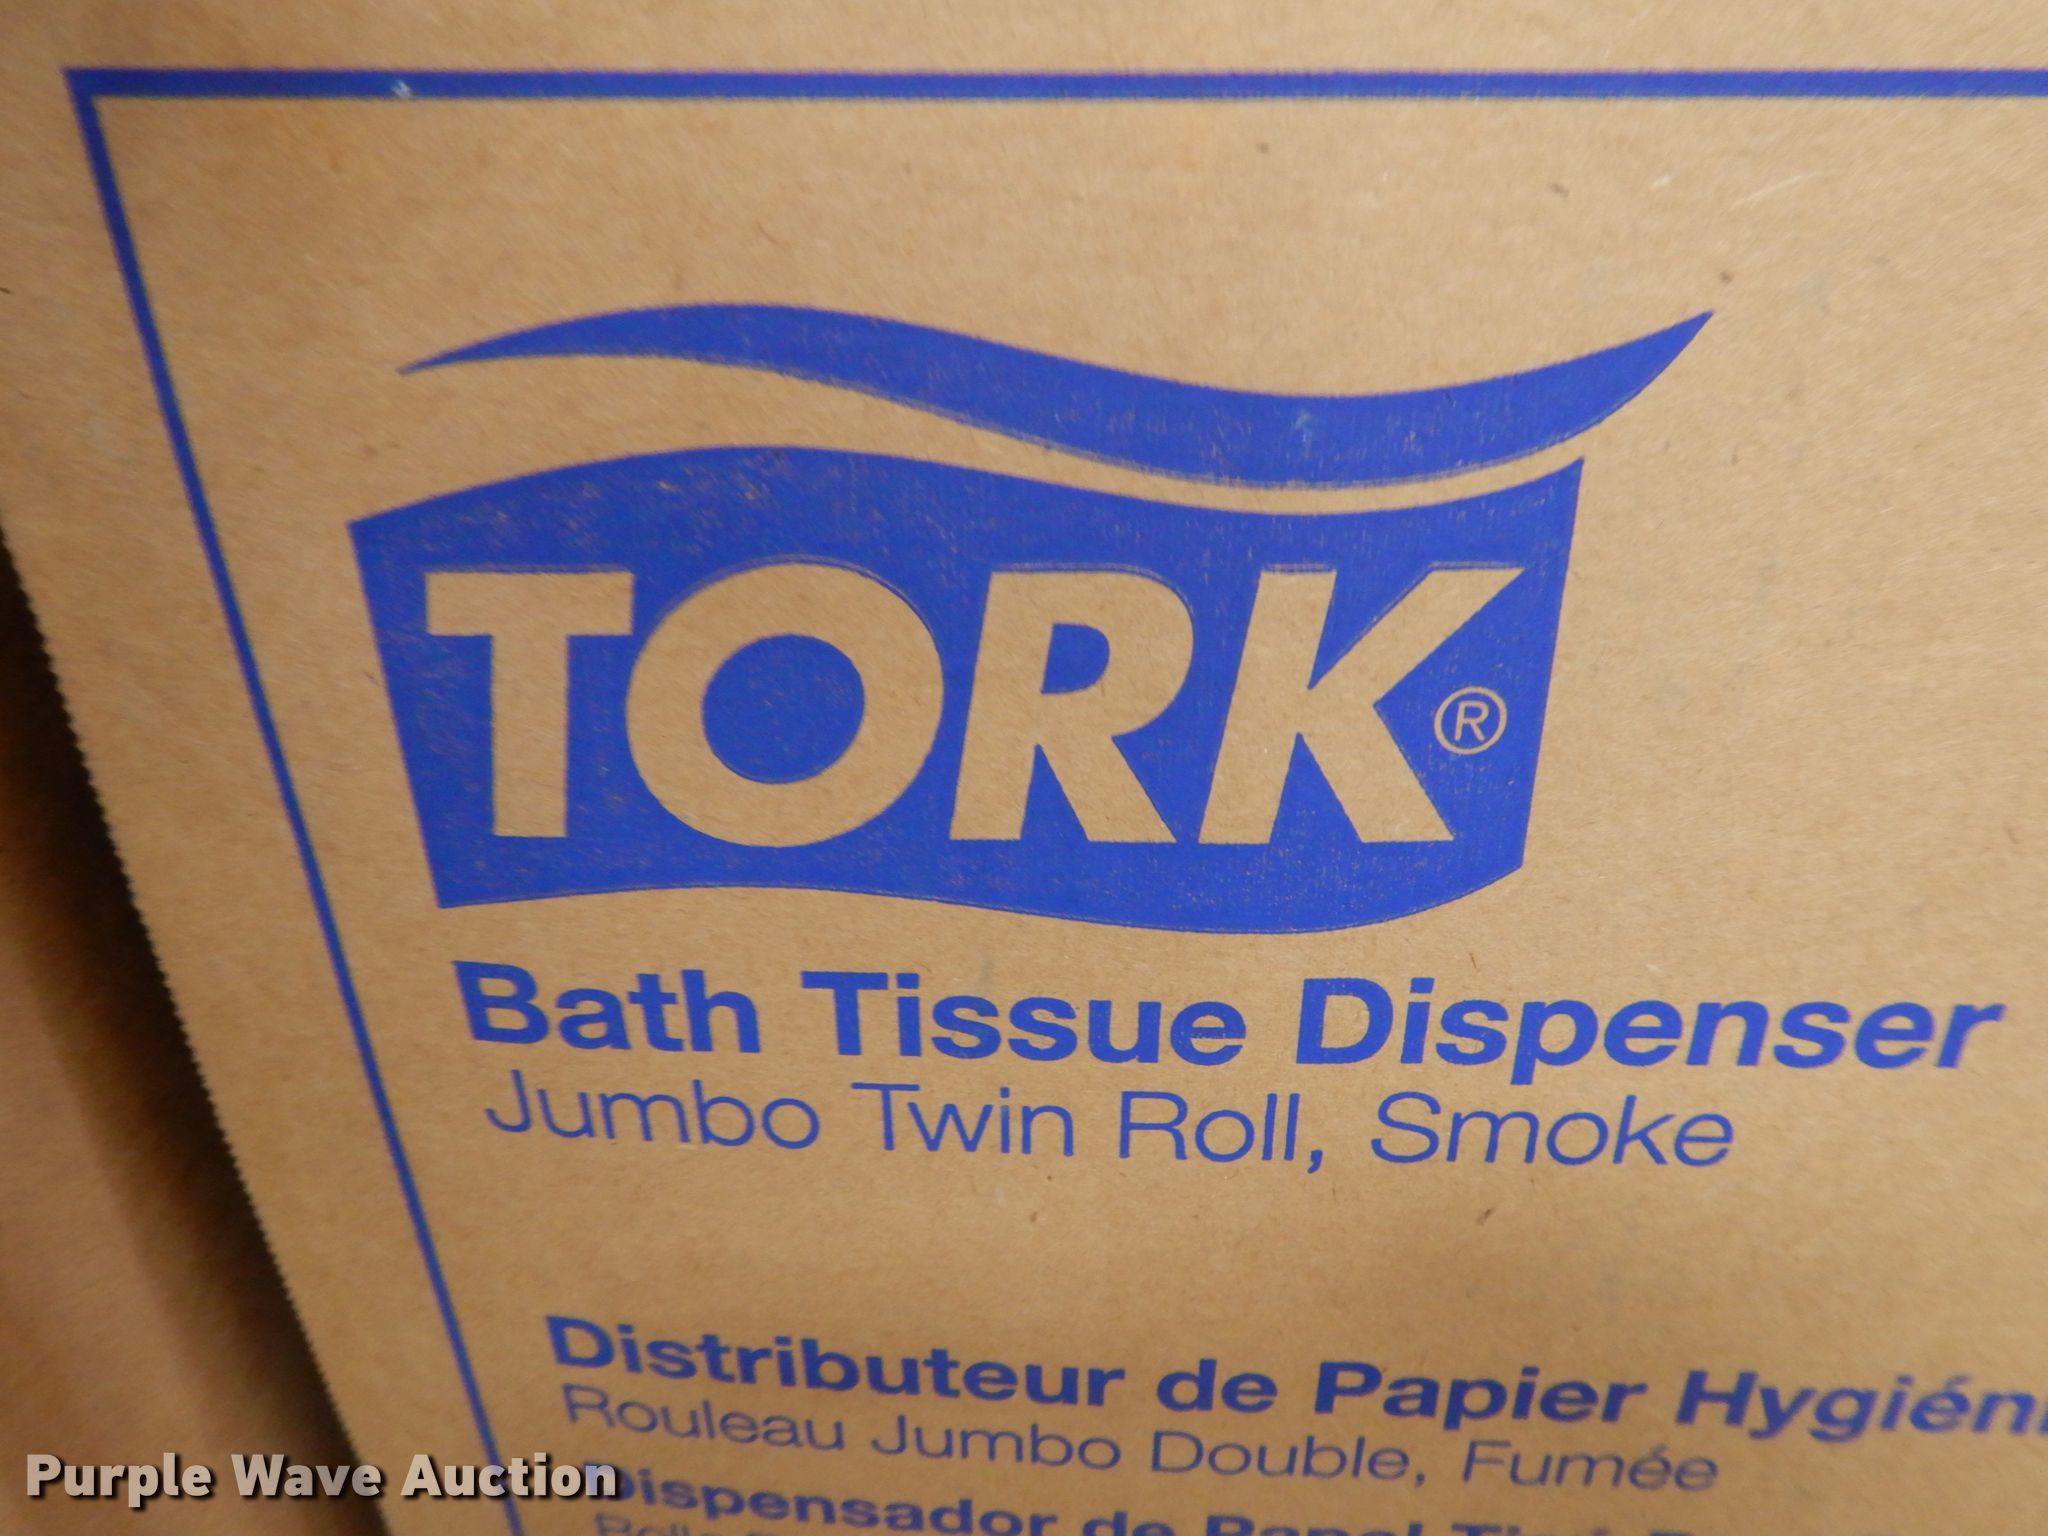 TORK®
Bath Tissue Dispenser
Jumbo Twin Roll, Smoke
Distributeur de Papier Hygiéni
Rouleau Jumbo Double, Fumée
Dispensador de Papel
Purple Wave Auction